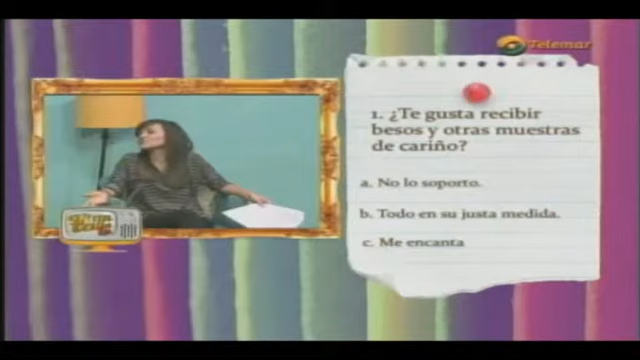 Telemar
1. ¿Te gusta recibir
besos y otras muestras
de cariño?
a. No lo soporto.
b. Todo en su justa medida.
c. Me encanta